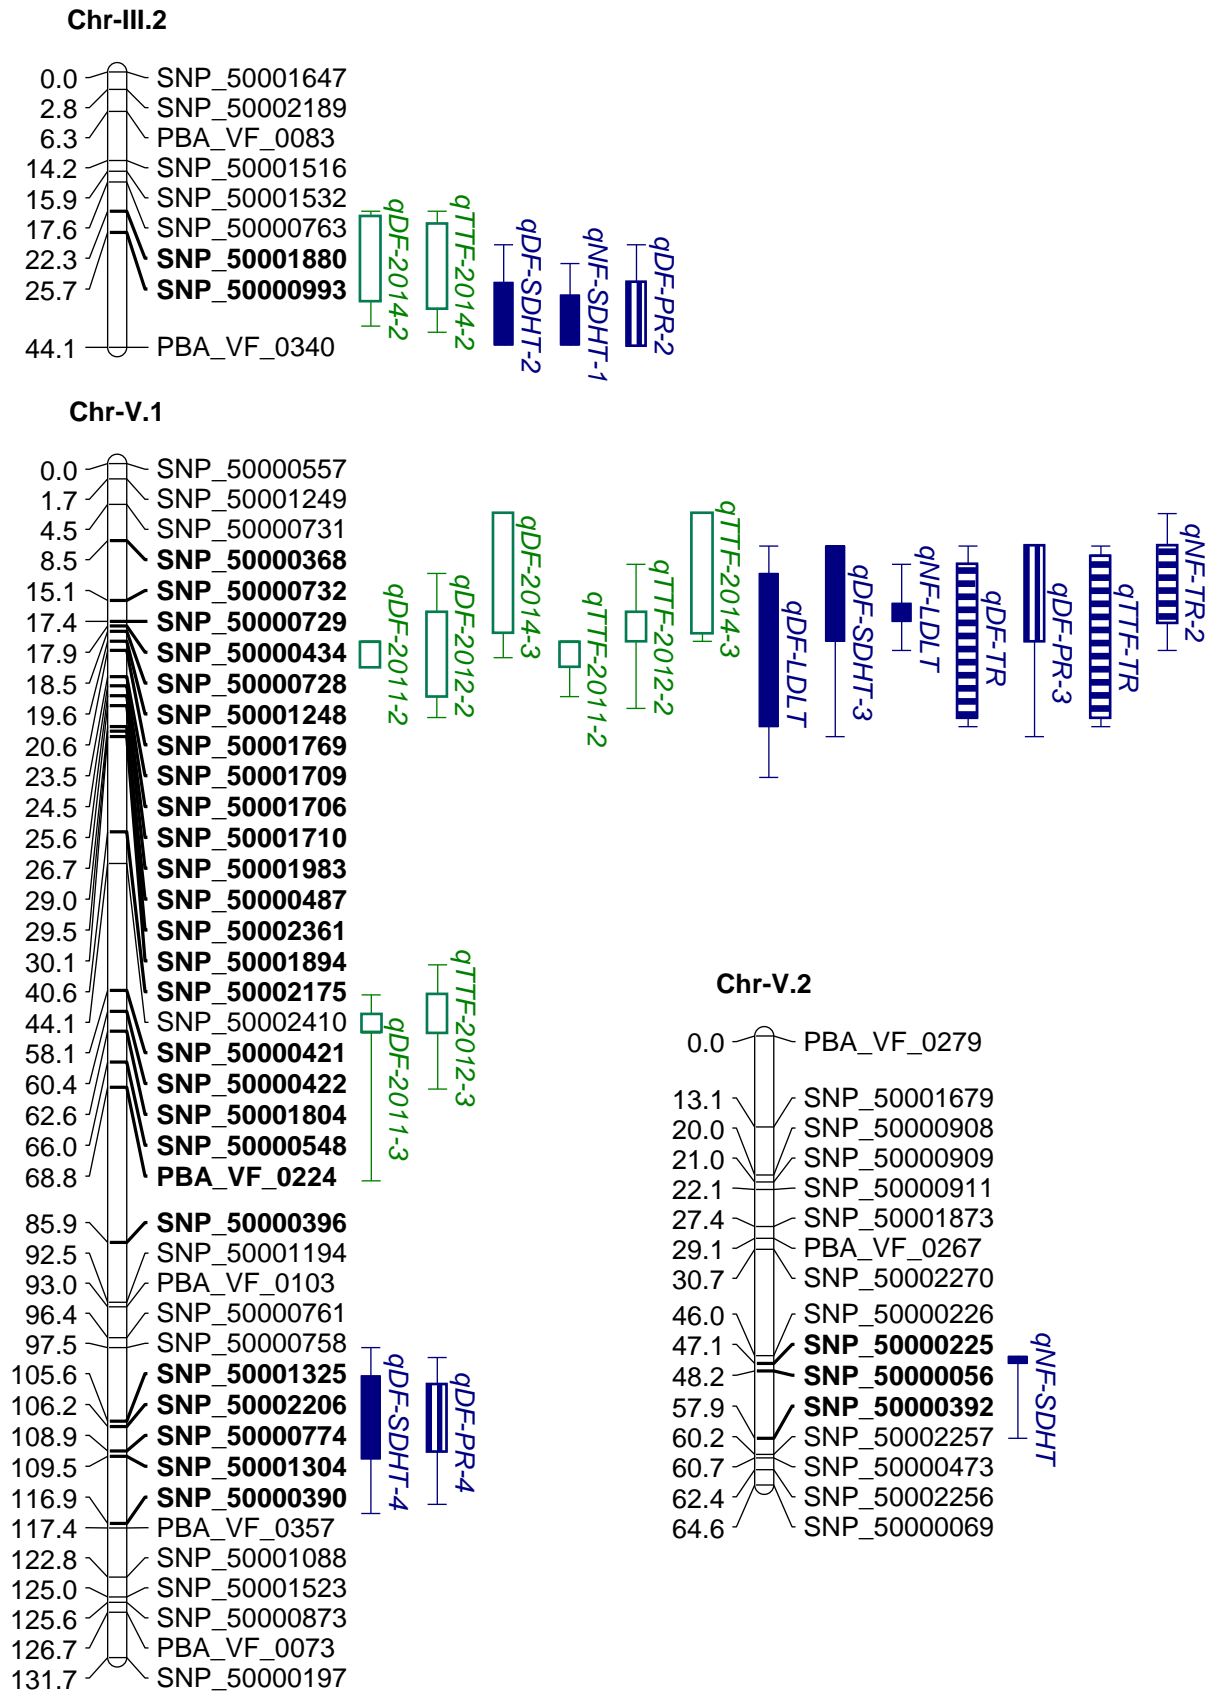 Chr-III.2
0.0 SNP_50001647
2.8 SNP_50002189
6.3 PBA_VF_0083
14.2 SNP_50001516
15.9 SNP_50001532
17.6 SNP_50000763
22.3 SNP_50001880
25.7 SNP_50000993
44.1 PBA_VF_0340
qDF-2014-2
qTTF-2014-2
qDF-SDHT-2
qNF-SDHT-1
qDF-PR-2
Chr-V.1
0.0 SNP_50000557
1.7 SNP_50001249
4.5 SNP_50000731
8.5 SNP_50000368
15.1 SNP_50000732
17.4 SNP_50000729
17.9 SNP_50000434
18.5 SNP_50000728
19.6 SNP_50001248
20.6 SNP_50001769
23.5 SNP_50001709
24.5 SNP_50001706
25.6 SNP_50001710
26.7 SNP_50001983
29.0 SNP_50000487
29.5 SNP_50002361
30.1 SNP_50001894
40.6 SNP_50002175
44.1 SNP_50002410
58.1 SNP_50000421
60.4 SNP_50000422
62.6 SNP_50001804
66.0 SNP_50000548
68.8 PBA_VF_0224
85.9 SNP_50000396
92.5 SNP_50001194
93.0 PBA_VF_0103
96.4 SNP_50000761
97.5 SNP_50000758
105.6 SNP_50001325
106.2 SNP_50002206
108.9 SNP_50000774
109.5 SNP_50001304
116.9 SNP_50000390
117.4 PBA_VF_0357
122.8 SNP_50001088
125.0 SNP_50001523
125.6 SNP_50000873
126.7 PBA_VF_0073
131.7 SNP_50000197
qDF-2011-2
qDF-2012-2
qDF-2014-3
qTTF-2011-2
qTTF-2012-2
qTTF-2014-3
qDF-LDLT
qDF-SDHT-3
qNF-LDLT
qDF-TR
qDF-PR-3
qTTF-TR
qNF-TR-2
qDF-2011-3
qTTF-2012-3
qDF-SDHT-4
qDF-PR-4
Chr-V.2
0.0 PBA_VF_0279
13.1 SNP_50001679
20.0 SNP_50000908
21.0 SNP_50000909
22.1 SNP_50000911
27.4 SNP_50001873
29.1 PBA_VF_0267
30.7 SNP_50002270
46.0 SNP_50000226
47.1 SNP_50000225
48.2 SNP_50000056
57.9 SNP_50000392
60.2 SNP_50002257
60.7 SNP_50000473
62.4 SNP_50002256
64.6 SNP_50000069
qNF-SDHT